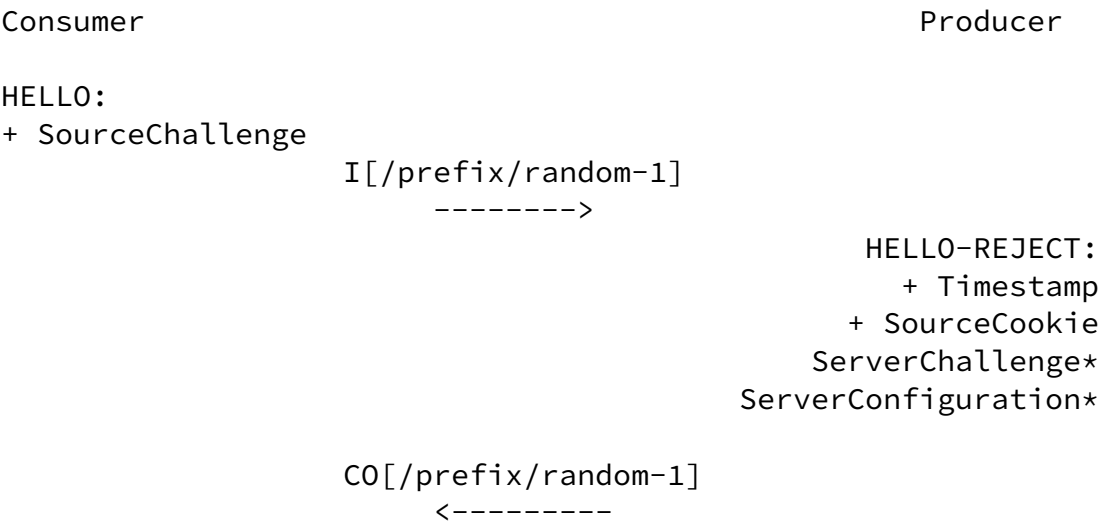 Consumer Producer
HELLO:
+ SourceChallenge
I[/prefix/random-1]
-------->
HELLO-REJECT:
+ Timestamp
+ SourceCookie
ServerChallenge*
ServerConfiguration*
CO[/prefix/random-1]
<---------